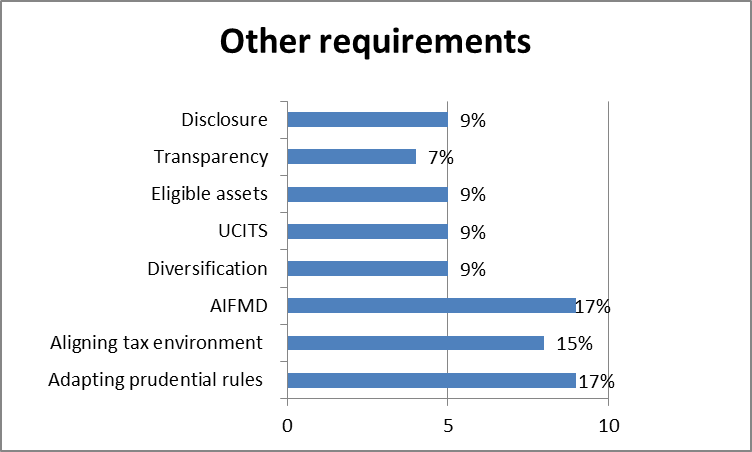 Other requirements
Disclosure 9%
Transparency 7%
Eligible assets 9%
UCITS 9%
Diversification 9%
AIFMD 17%
Aligning tax environment 15%
Adapting prudential rules 17%
0 5 10